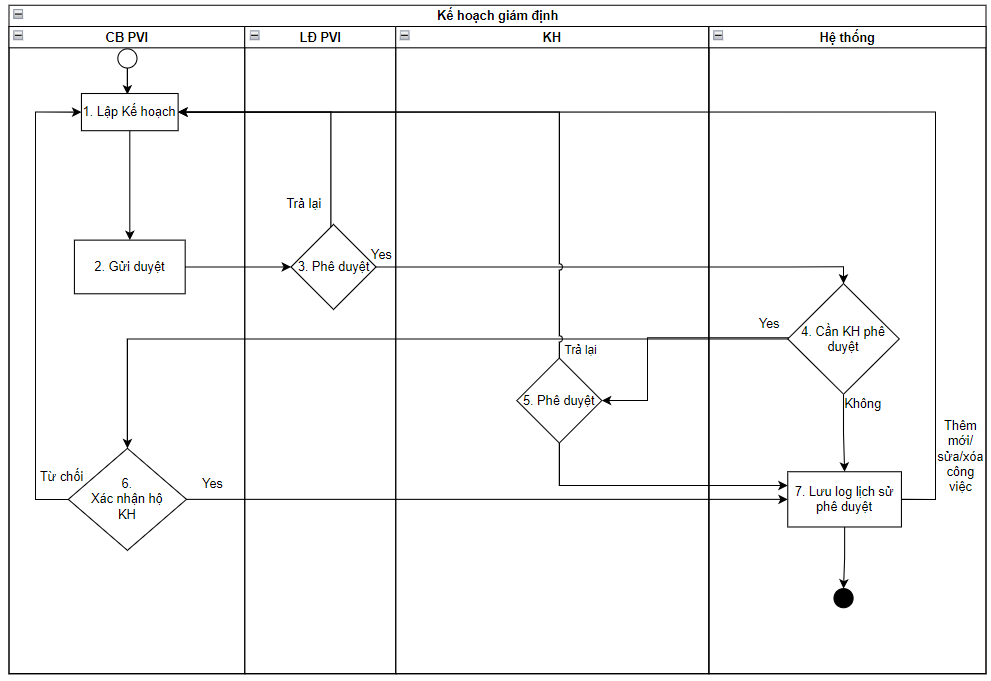 Kế hoạch giám định
CB PVI
LĐ PVI
KH
Hệ thống
1. Lập Kế hoạch
Trả lại
2. Gửi duyệt
3. Phê duyệt
Yes
Yes
4. Cần KH phê
duyệt
Trả lại
5. Phê duyệt
Không
Thêm
mới/
sửa/xóa
công
việc
Từ chối
6.
Xác nhận hộ
KH
Yes
7. Lưu log lịch sử
phê duyệt